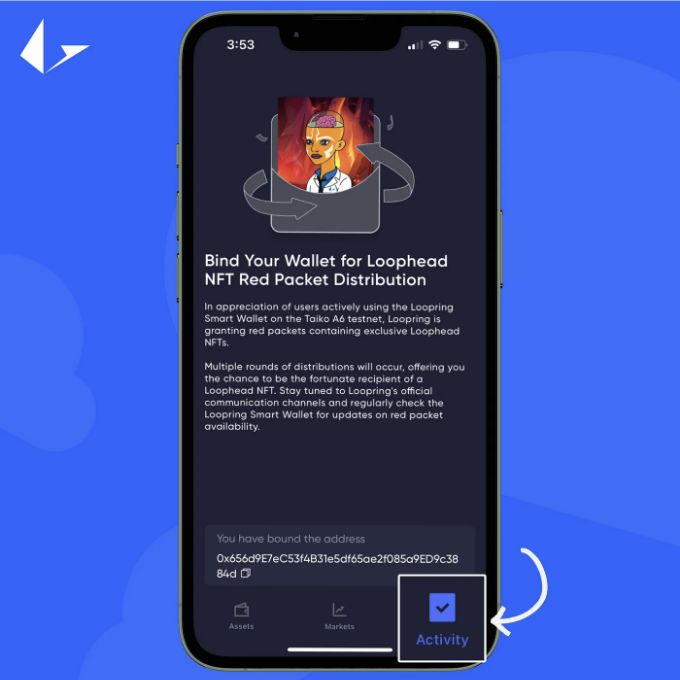 3:53
Bind Your Wallet for Loophead
NFT Red Packet Distribution
In appreciation of users actively using the Loopring
Smart Wallet on the Taiko A6 testnet, Loopring is
granting red packets containing exclusive Loophead
NFTs.
Multiple rounds of distributions will occur, offering you
the chance to be the fortunate recipient of a
Loophead NFT. Stay tuned to Loopring's official
communication channels and regularly check the
Loopring Smart Wallet for updates on red packet
availability.
You have bound the address
0x656d9E7eC53f4B31e5df65ae2f085a9ED9c38
84d
Assets
Markets
Activity